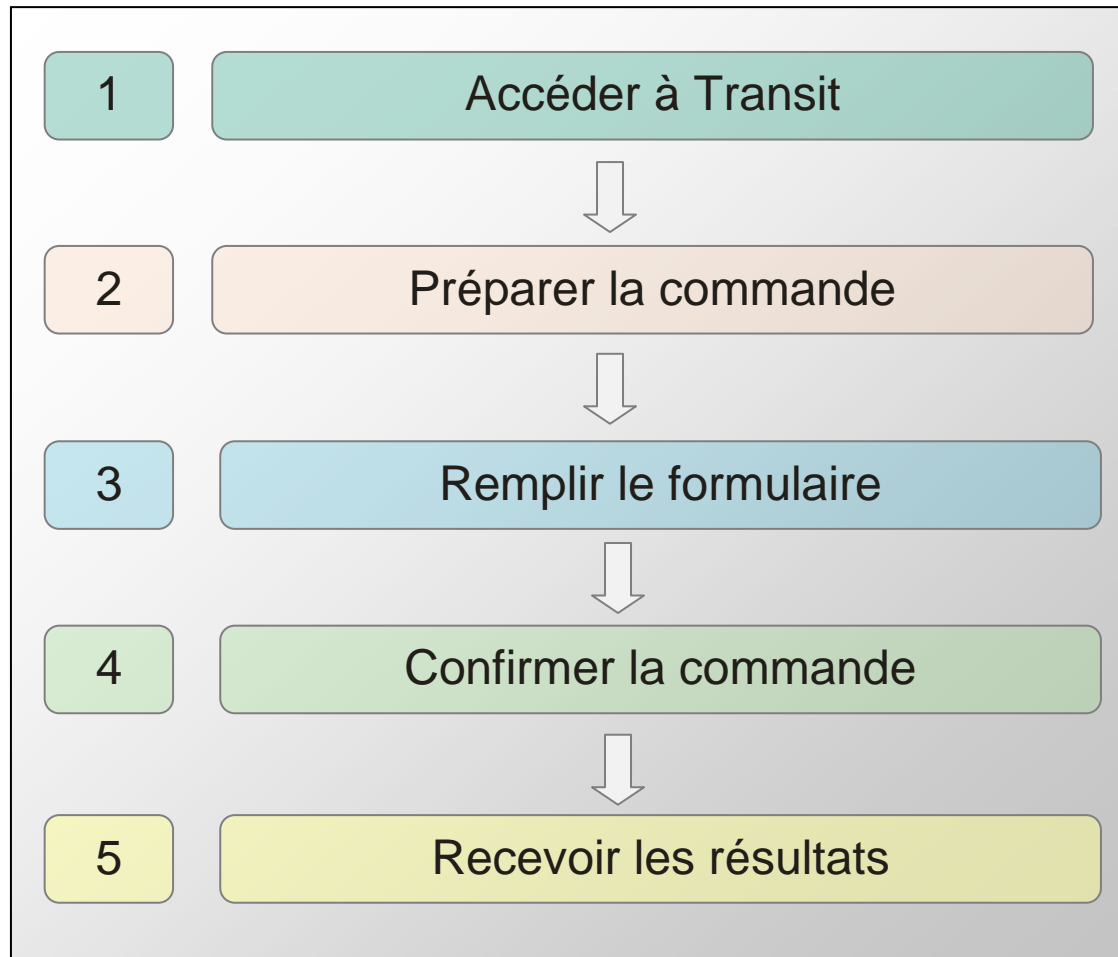 1 Accéder à Transit
2 Préparer la commande
3 Remplir le formulaire
4 Confirmer la commande
5 Recevoir les résultats